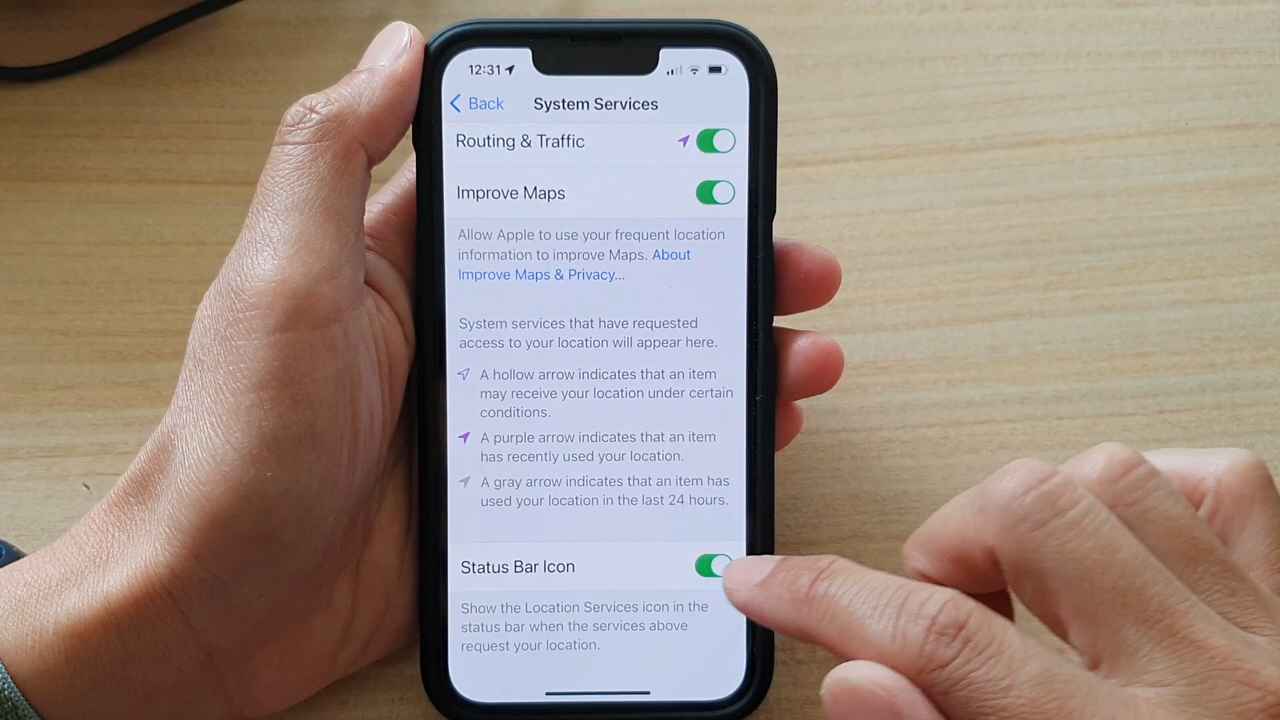 12:31
Back System Services
Routing & Traffic
Improve Maps
Allow Apple to use your frequent location
information to improve Maps. About
Improve Maps & Privacy...
System services that have requested
access to your location will appear here.
A hollow arrow indicates that an item
may receive your location under certain
conditions.
A purple arrow indicates that an item
has recently used your location.
A gray arrow indicates that an item has
used your location in the last 24 hours.
Status Bar Icon
Show the Location Services icon in the
status bar when the services above
request your location.